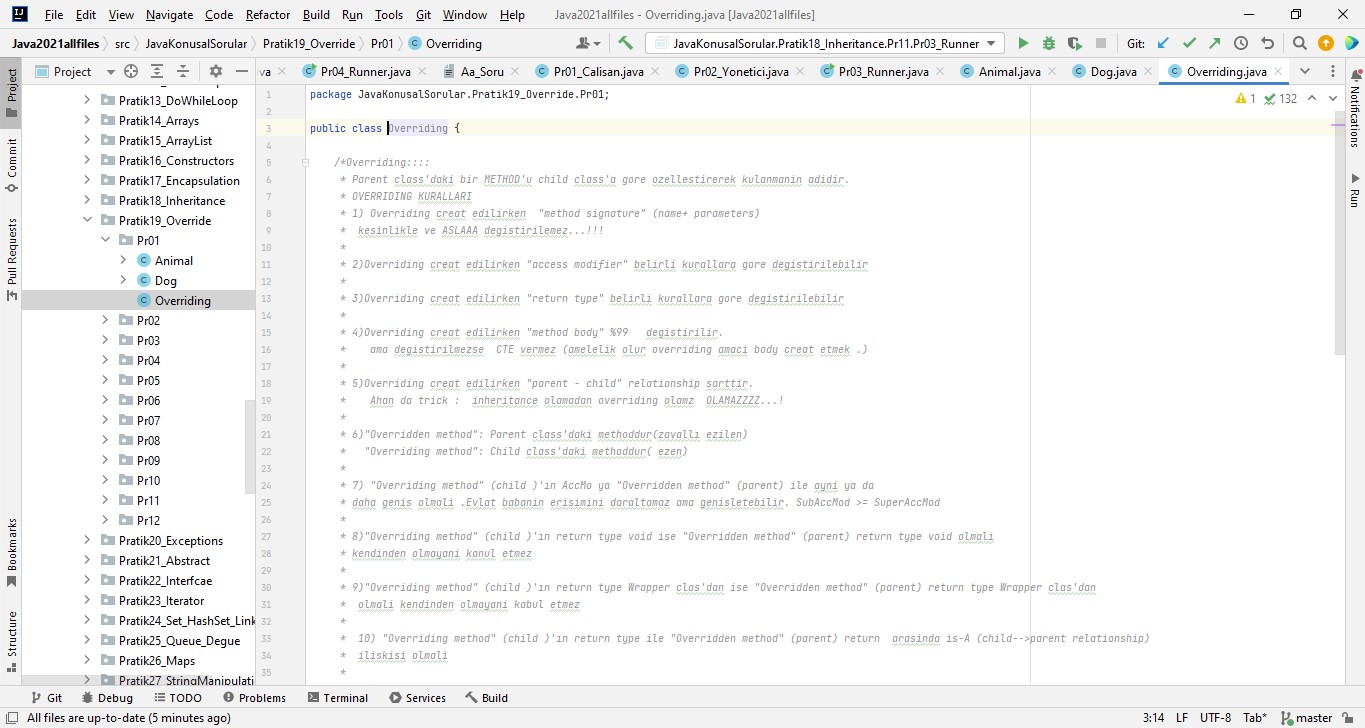 File Edit View Navigate Code Refactor Build Run Tools Git Window Help Java2021allfiles - Overriding.java [Java2021allfiles]
Java2021allfiles src JavaKonusalSorular Pratik19_Override Pr01 Overriding JavaKonusalSorular.Pratik18_Inheritance.Pr11.Pr03_Runner Git:
Project va Pr04_Runner.java Aa_Soru Pr01_Calisan.java Pr02_Yonetici.java Pr03_Runner.java Animal.java Dog.java Overriding.java
Project
Commit
Pull Requests
Bookmarks
Structure
Pratik13_DoWhileLoop
Pratik14_Arrays
Pratik15_ArrayList
Pratik16_Constructors
Pratik17_Encapsulation
Pratik18_Inheritance
Pratik19_Override
Pr01
Animal
Dog
Overriding
Pr02
Pr03
Pr04
Pr05
Pr06
Pr07
Pr08
Pr09
Pr10
Pr11
Pr12
Pratik20_Exceptions
Pratik21_Abstract
Pratik22_Interfcae
Pratik23_Iterator
Pratik24_Set_HashSet_Link
Pratik25_Queue_Degue
Pratik26_Maps
Pratik27_StringManipulati
1 package JavaKonusalSorular.Pratik19_Override.Pr01;
2
3 public class Overriding {
4
5 /*Overriding::::
6 * Parent class'daki bir METHOD'u child class'a gore ozellestirerek kulanmanin adidir.
7 * OVERRIDING KURALLARI
8 * 1) Overriding creat edilirken "method signature" (name+ parameters)
9 * kesinlikle ve ASLAAA degistirilemez...!!!
10 *
11 * 2)Overriding creat edilirken "access modifier" belirli kurallara gore degistirilebilir
12 *
13 * 3)Overriding creat edilirken "return type" belirli kurallara gore degistirilebilir
14 *
15 * 4)Overriding creat edilirken "method body" %99 degistirilir.
16 * ama degistirilmezse CTE vermez (amelelik olur overriding amaci body creat etmek .)
17 *
18 * 5)Overriding creat edilirken "parent - child" relationship sarttir.
19 * Ahan da trick : inheritance olamadan overriding olamz OLAMAZZZZ...!
20 *
21 * 6)"Overridden method": Parent class'daki methoddur(zavallı ezilen)
22 "Overriding method": Child class'daki methoddur( ezen)
23 *
24 * 7) "Overriding method" (child )'ın AccMo ya "Overridden method" (parent) ile ayni ya da
25 * daha genis olmali .Evlat babanin erisimini daraltamaz ama genisletebilir. SubAccMod >= SuperAccMod
26 *
27 * 8)"Overriding method" (child )'ın return type void ise "Overridden method" (parent) return type void olmali
28 * kendinden olmayani kanul etmez
29 *
30 * 9)"Overriding method" (child )'ın return type Wrapper clas'dan ise "Overridden method" (parent) return type Wrapper clas'dan
31 * olmali kendinden olmayani kabul etmez
32 *
33 * 10) "Overriding method" (child )'ın return type ile "Overridden method" (parent) return arasinda is-A (child-->parent relationship)
34 * iliskisi olmali
35 *
1 132
Notifications
Run
Git Debug TODO Problems Terminal Services Build
All files are up-to-date (5 minutes ago) 3:14 LF UTF-8 Tab* master